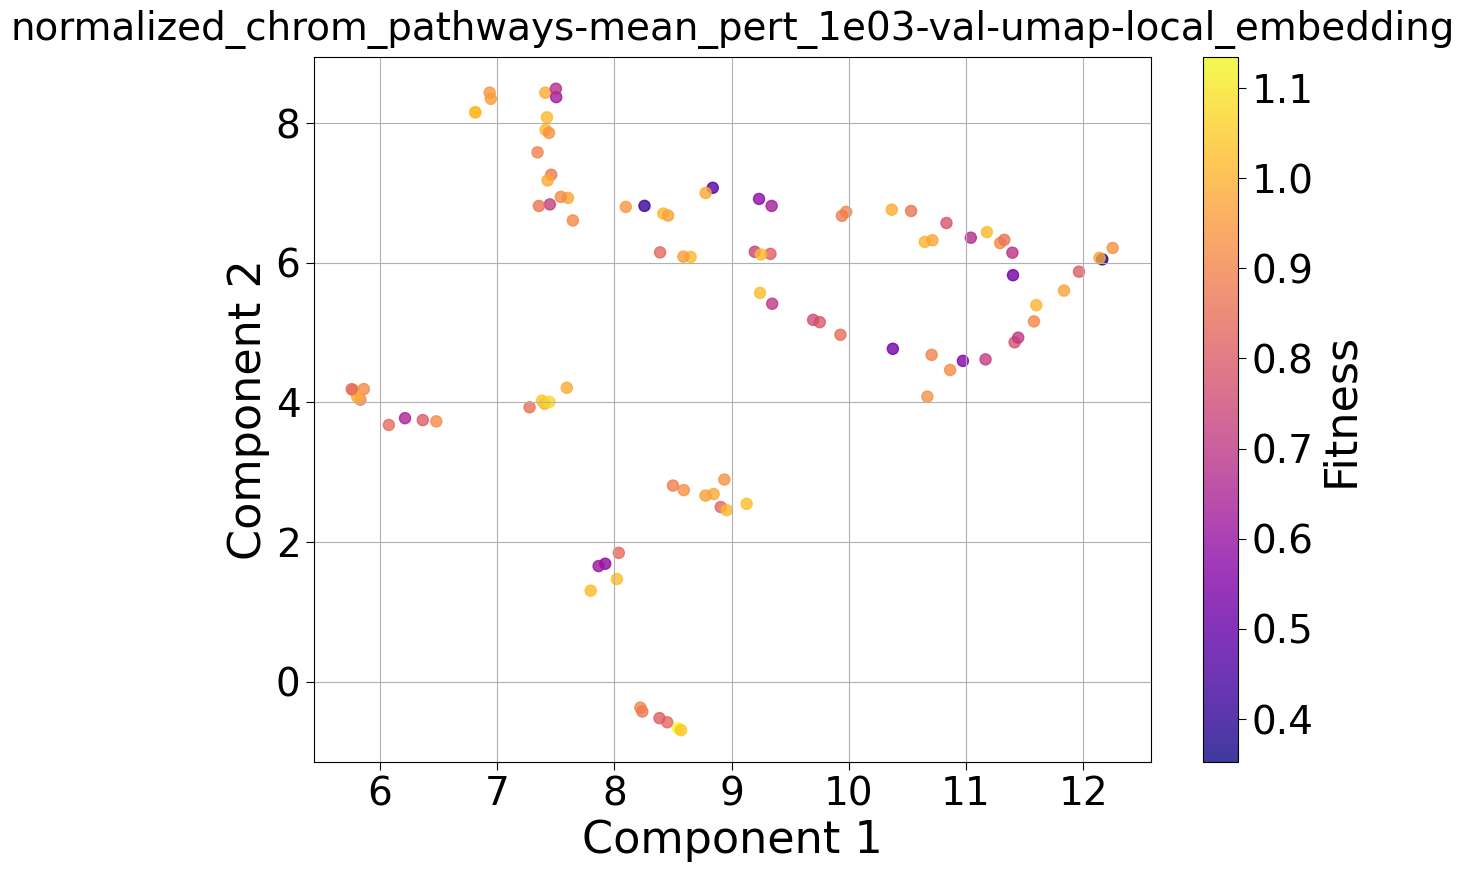 normalized_chrom_pathways-mean_pert_1e03-val-umap-local_embedding
8
6
4
2
0
Component 2
6 7 8 9 10 11 12
Component 1
1.1
1.0
0.9
0.8
0.7
0.6
0.5
0.4
Fitness